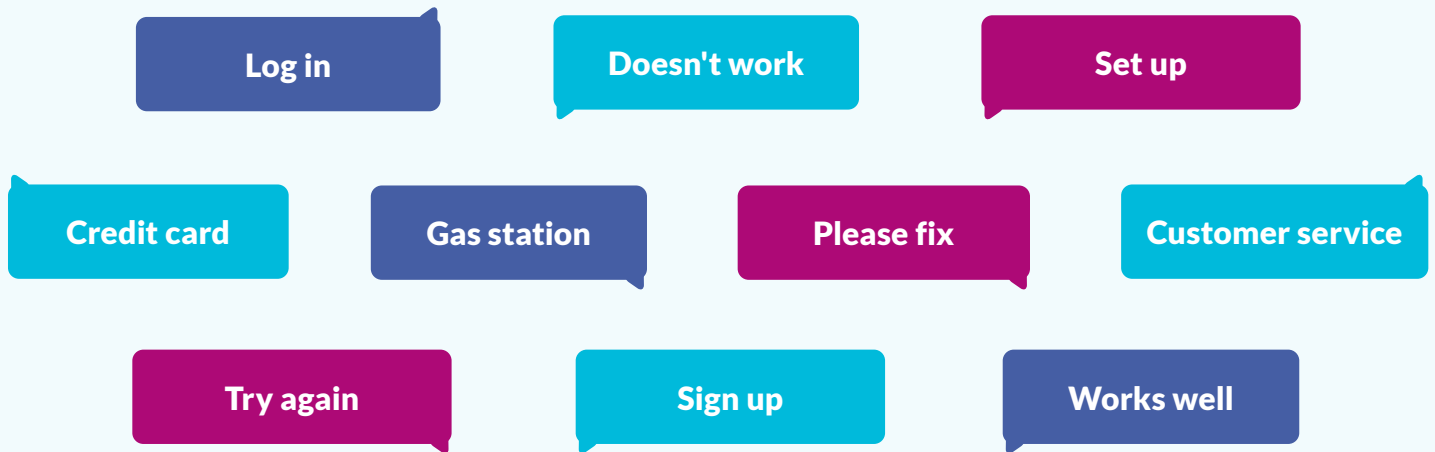 Log in
Doesn't work
Set up
Credit card
Gas station
Please fix
Customer service
Try again
Sign up
Works well